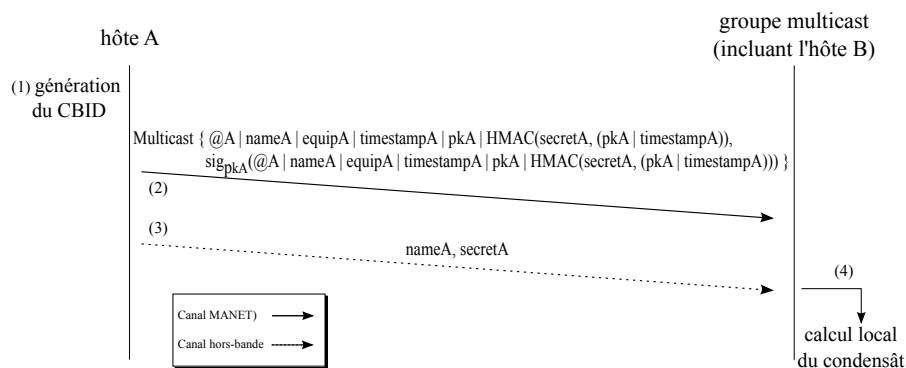 hôte A
groupe multicast
(incluant l'hôte B)
(1) génération
du CBID
Multicast { @A | nameA | equipA | timestampA | pkA | HMAC(secretA, (pkA | timestampA)),
sigpkA(@A | nameA | equipA | timestampA | pkA | HMAC(secretA, (pkA | timestampA))) }
(2)
(3)
nameA, secretA
(4)
Canal MANET)
Canal hors-bande
calcul local
du condensât